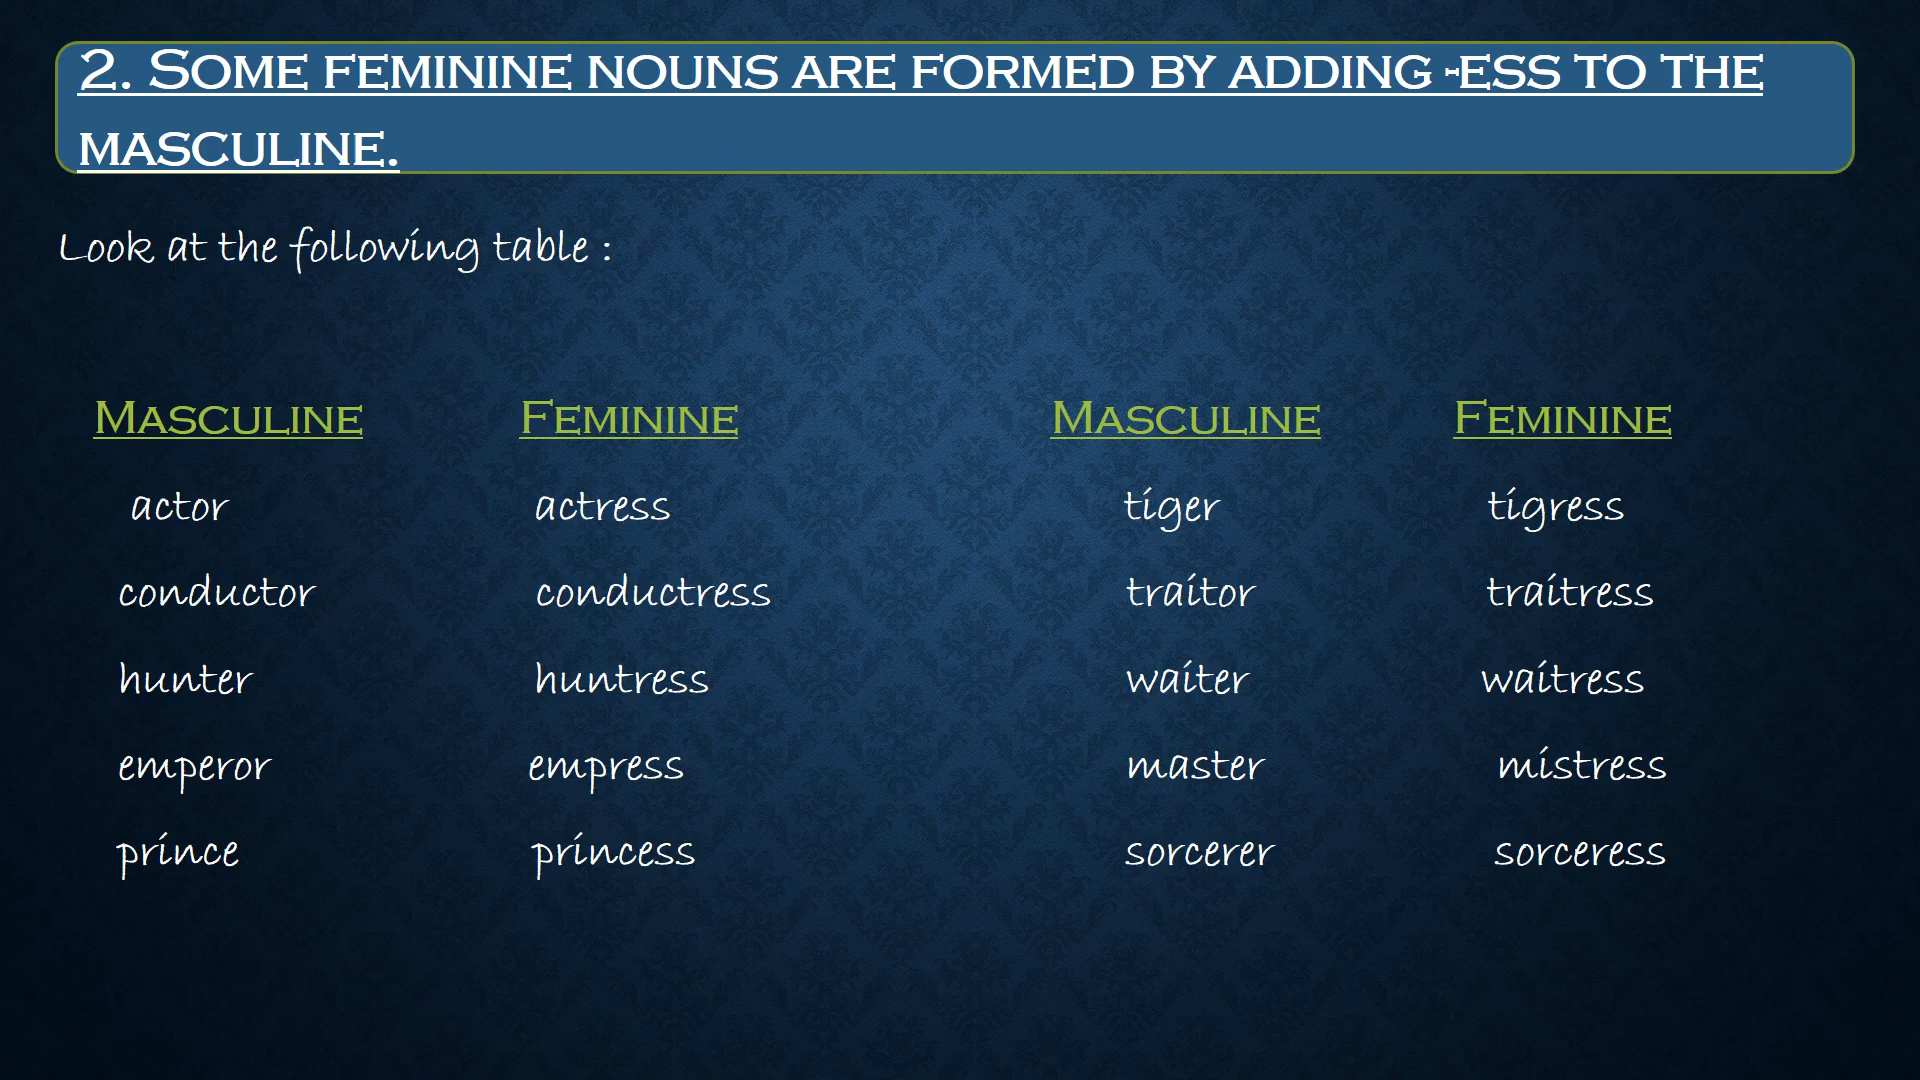 2. Some feminine nouns are formed by adding -ess to the
masculine.
Look at the following table :
Masculine Feminine Masculine Feminine
actor actress tiger tigress
conductor conductress traitor traitress
hunter huntress waiter waitress
emperor empress master mistress
prince princess sorcerer sorceress